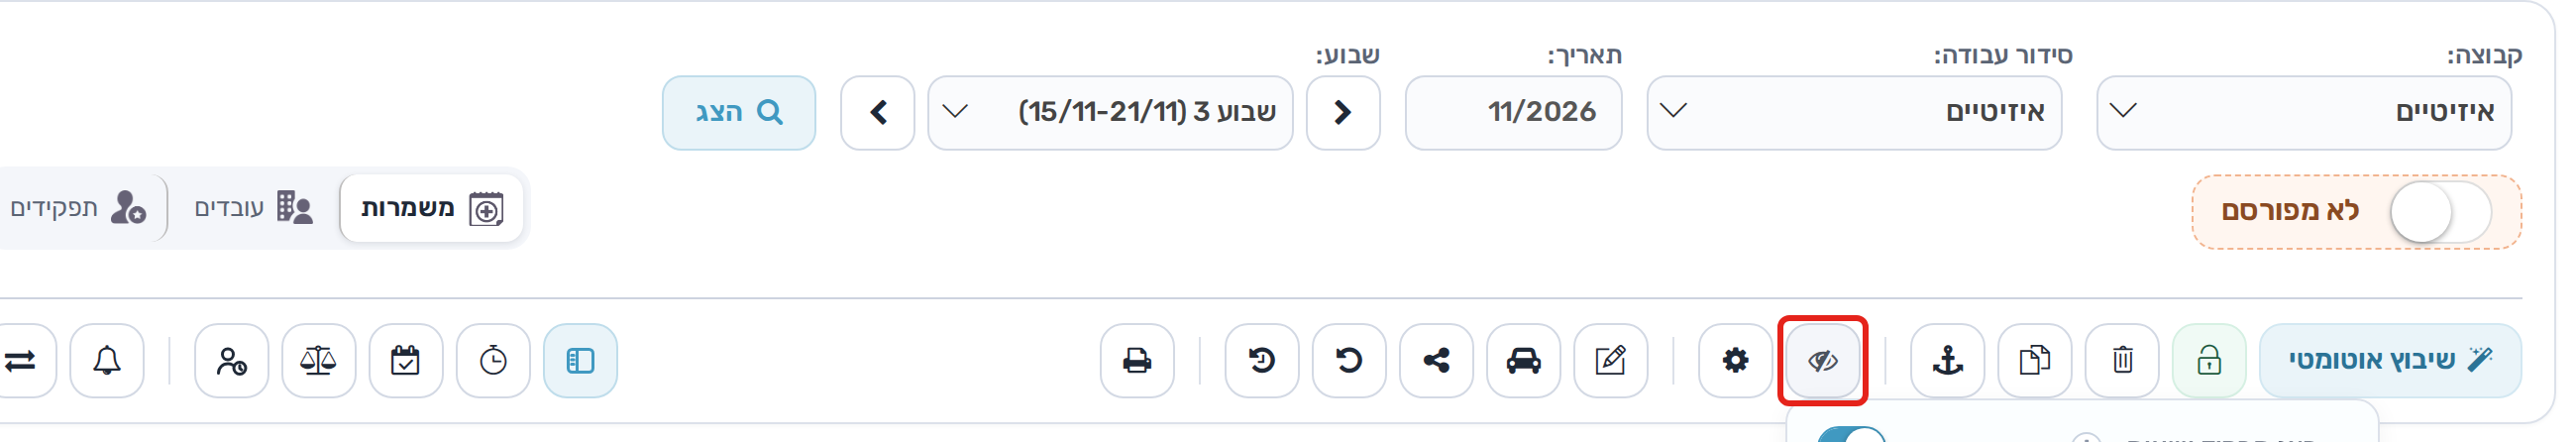 קבוצה:
סידור עבודה:
תאריך:
שבוע:
איזיטיים
איזיטיים
11/2026
שבוע 3 (15/11-21/11)
הצג
לא מפורסם
משמרות
עובדים
תפקידים
שיבוץ אוטומטי